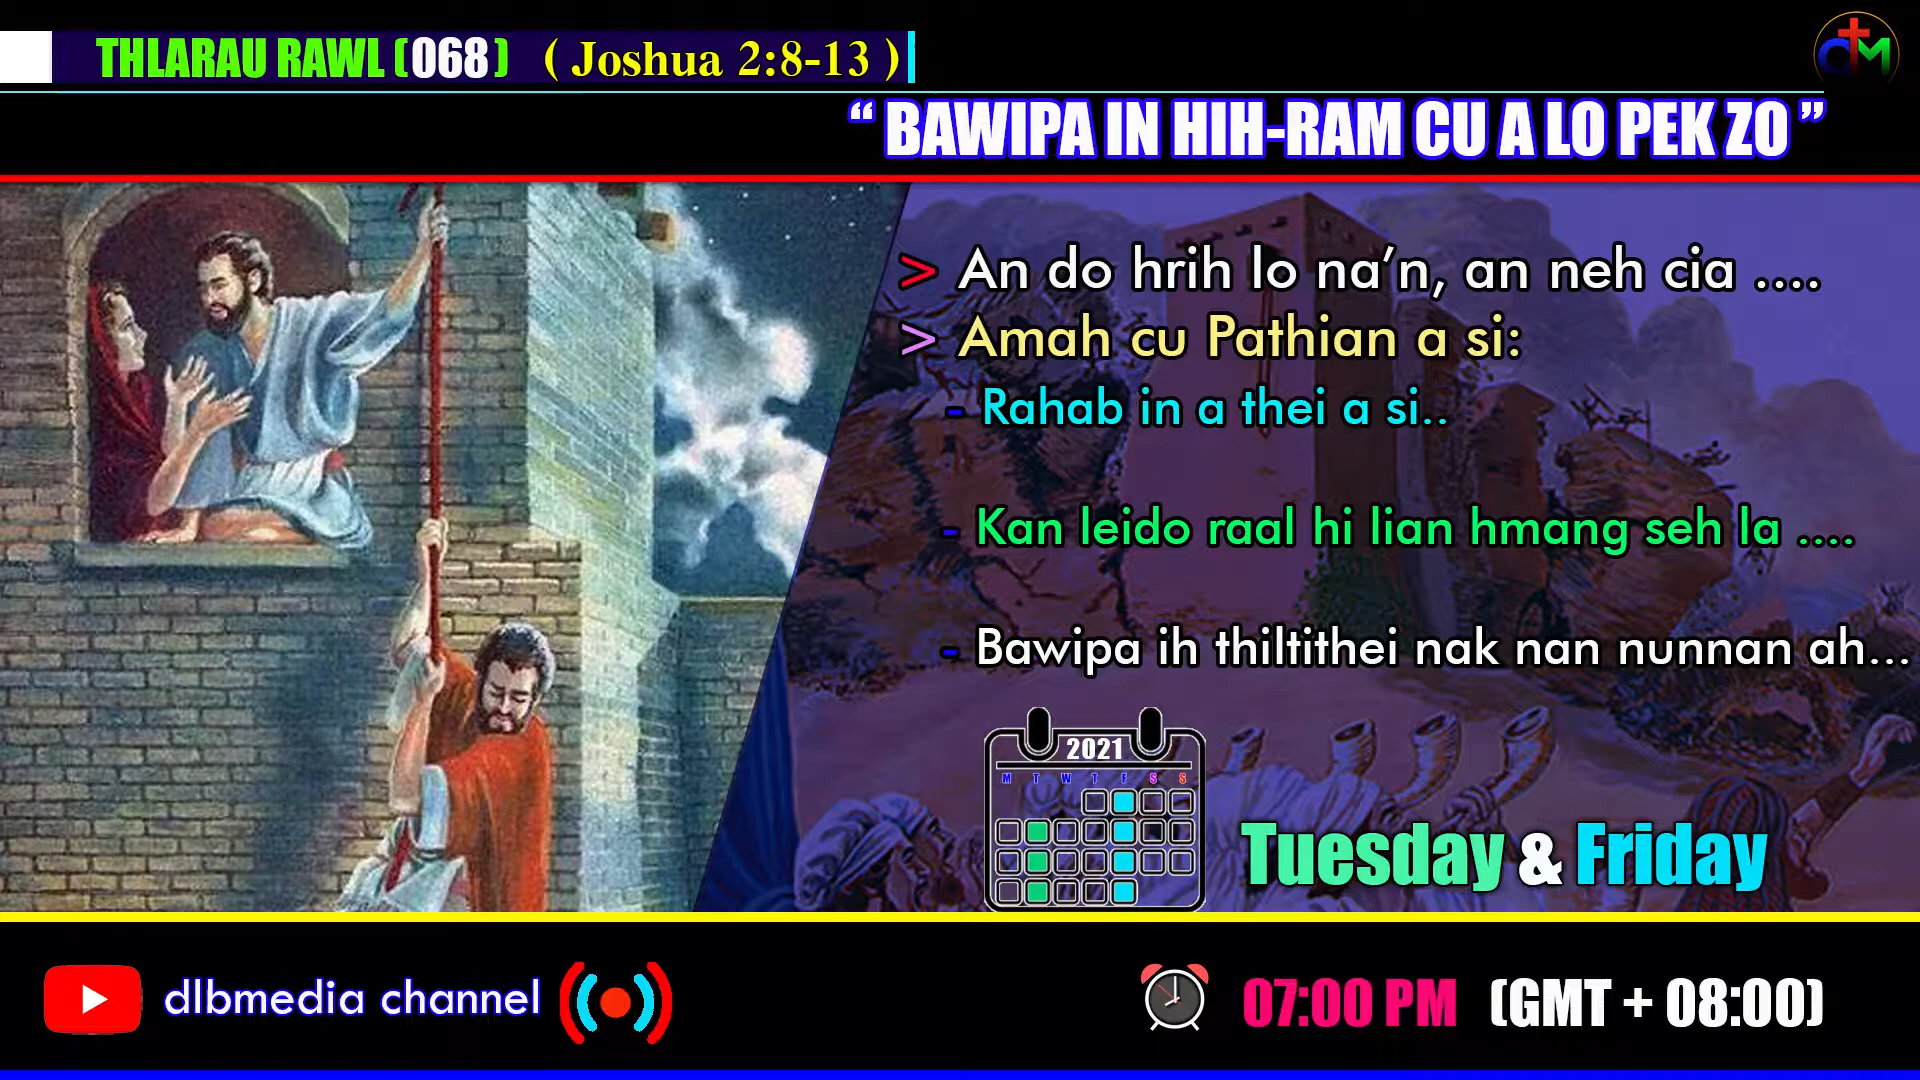 THLARAU RAWL (068) ( Joshua 2:8-13 )
“ BAWIPA IN HIH-RAM CU A LO PEK ZO ”
> An do hrih lo na’n, an neh cia ....
> Amah cu Pathian a si:
- Rahab in a thei a si..
- Kan leido raal hi lian hmang seh la ....
- Bawipa ih thiltithei nak nan nunnan ah...
2021
M T W T F S S
Tuesday & Friday
dlbmedia channel
07:00 PM (GMT + 08:00)